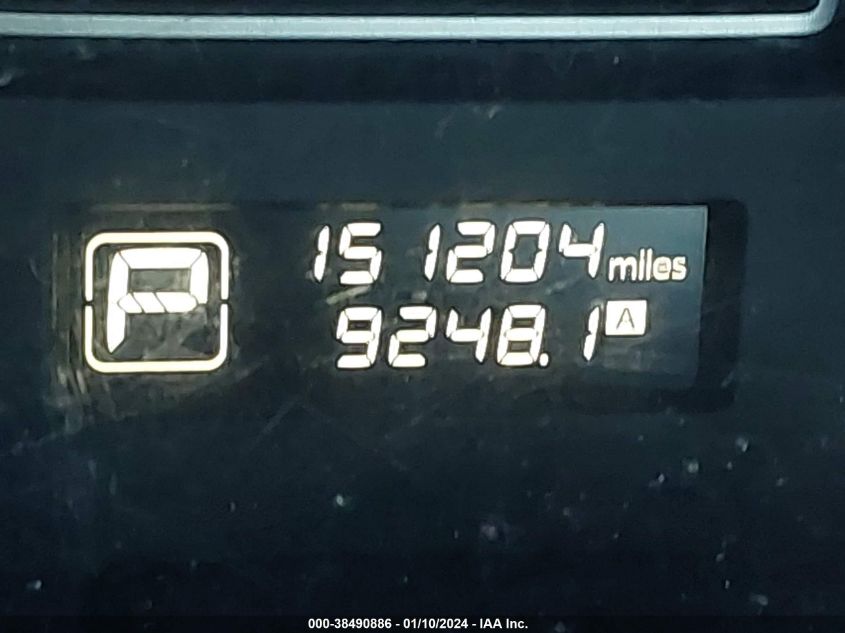 P
151204 miles
9248.1 A
000-38490886 - 01/10/2024 - IAA Inc.